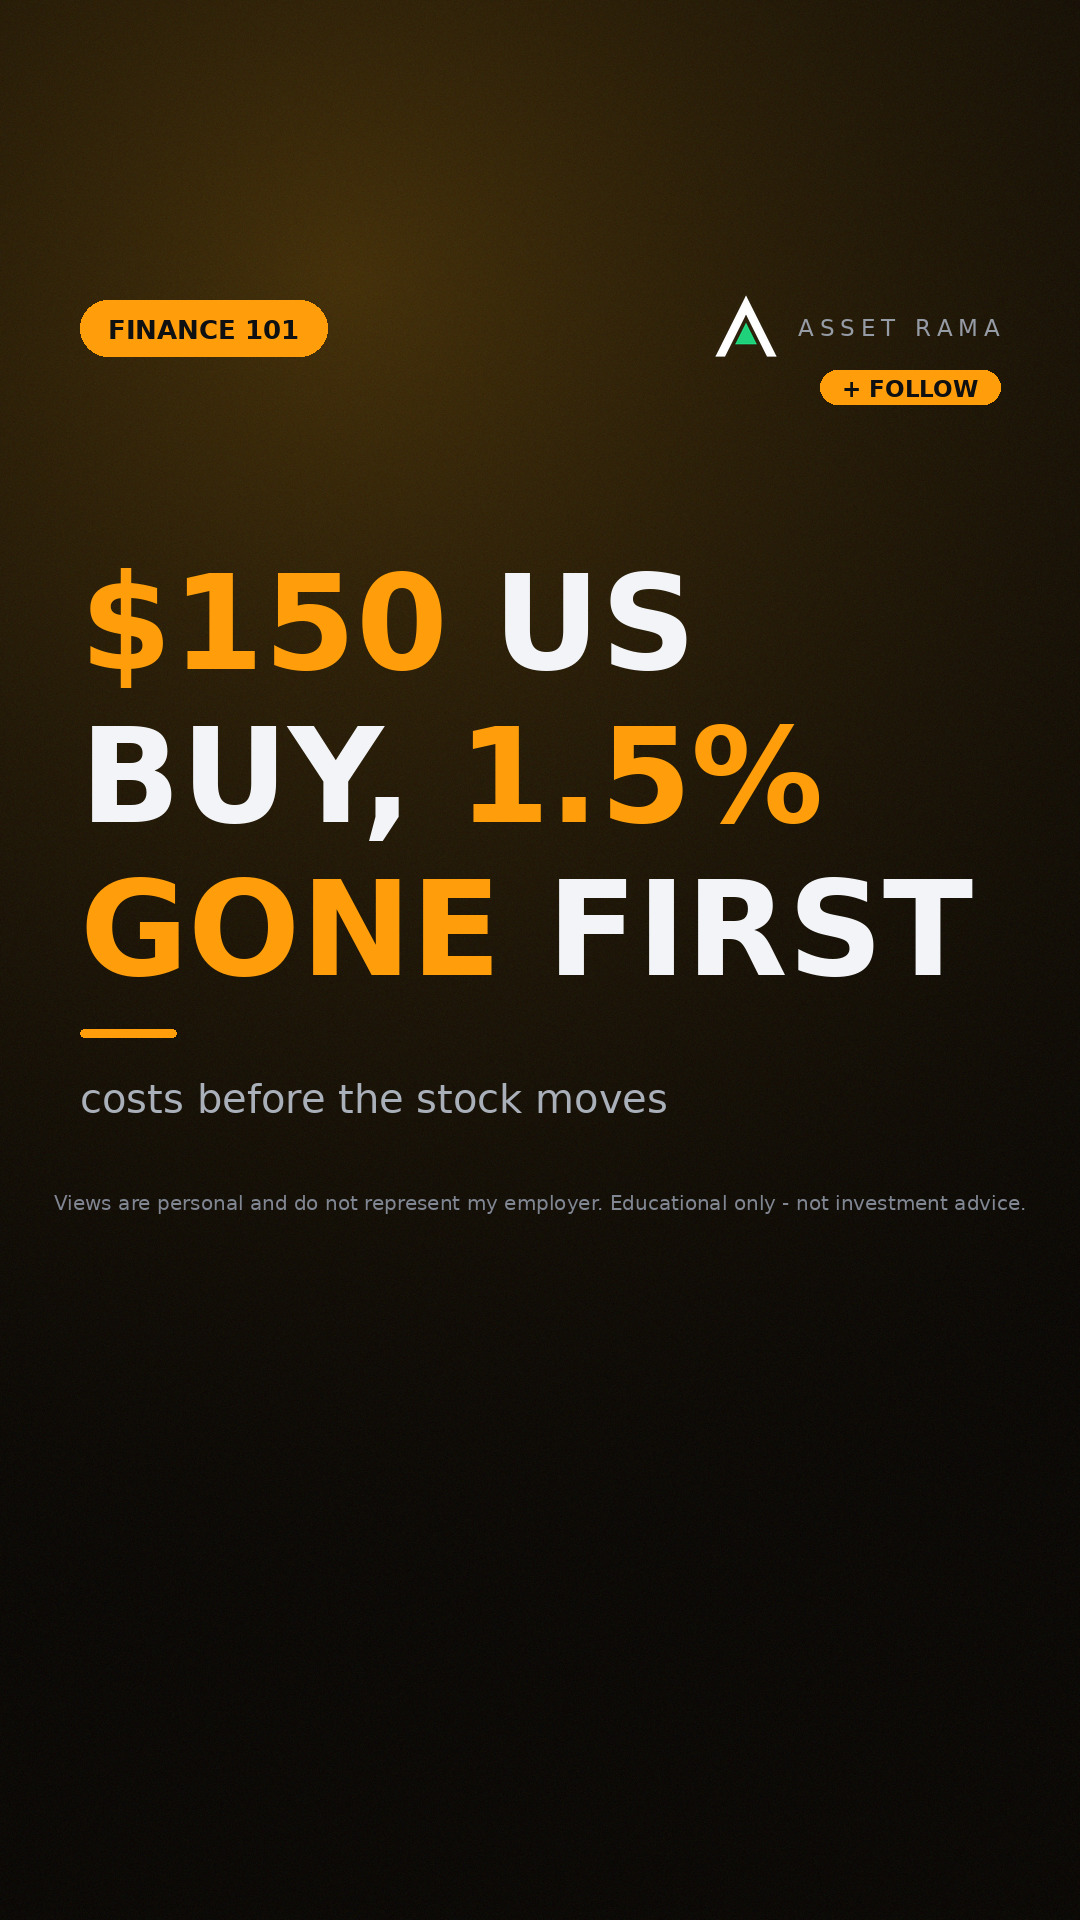 FINANCE 101
ASSET RAMA
+ FOLLOW
$150 US
BUY, 1.5%
GONE FIRST
costs before the stock moves
Views are personal and do not represent my employer. Educational only - not investment advice.